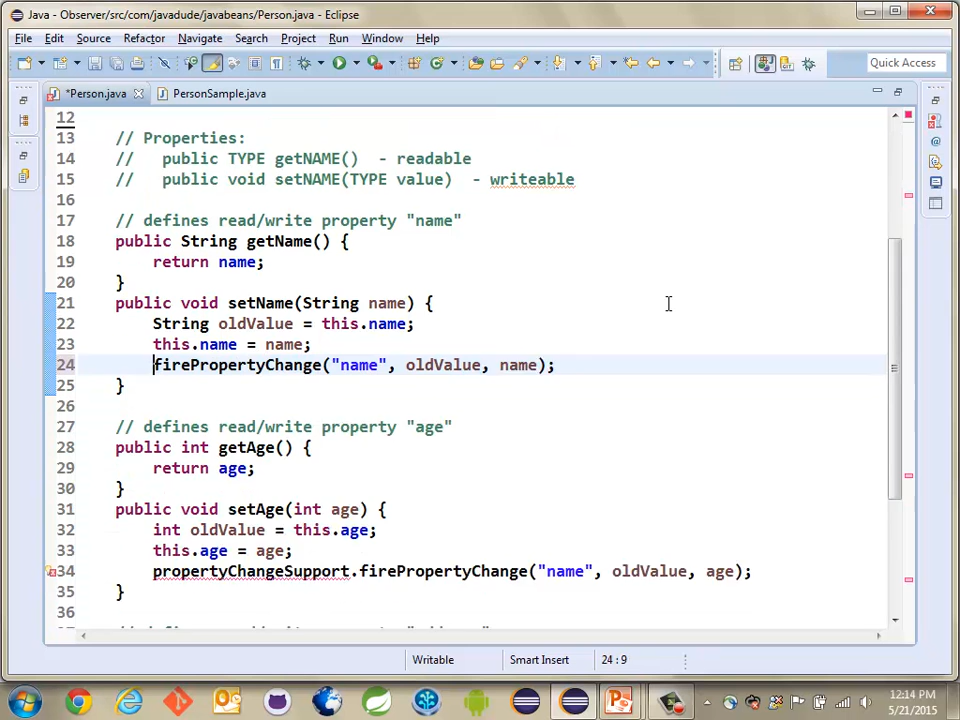 Java - Observer/src/com/javadude/javabeans/Person.java - Eclipse
File Edit Source Refactor Navigate Search Project Run Window Help
Quick Access
*Person.java PersonSample.java
12
13 // Properties:
14 //   public TYPE getNAME()  - readable
15 //   public void setNAME(TYPE value)  - writeable
16
17 // defines read/write property "name"
18 public String getName() {
19     return name;
20 }
21 public void setName(String name) {
22     String oldValue = this.name;
23     this.name = name;
24     firePropertyChange("name", oldValue, name);
25 }
26
27 // defines read/write property "age"
28 public int getAge() {
29     return age;
30 }
31 public void setAge(int age) {
32     int oldValue = this.age;
33     this.age = age;
34     propertyChangeSupport.firePropertyChange("name", oldValue, age);
35 }
36
Writable Smart Insert 24 : 9
12:14 PM
5/21/2015